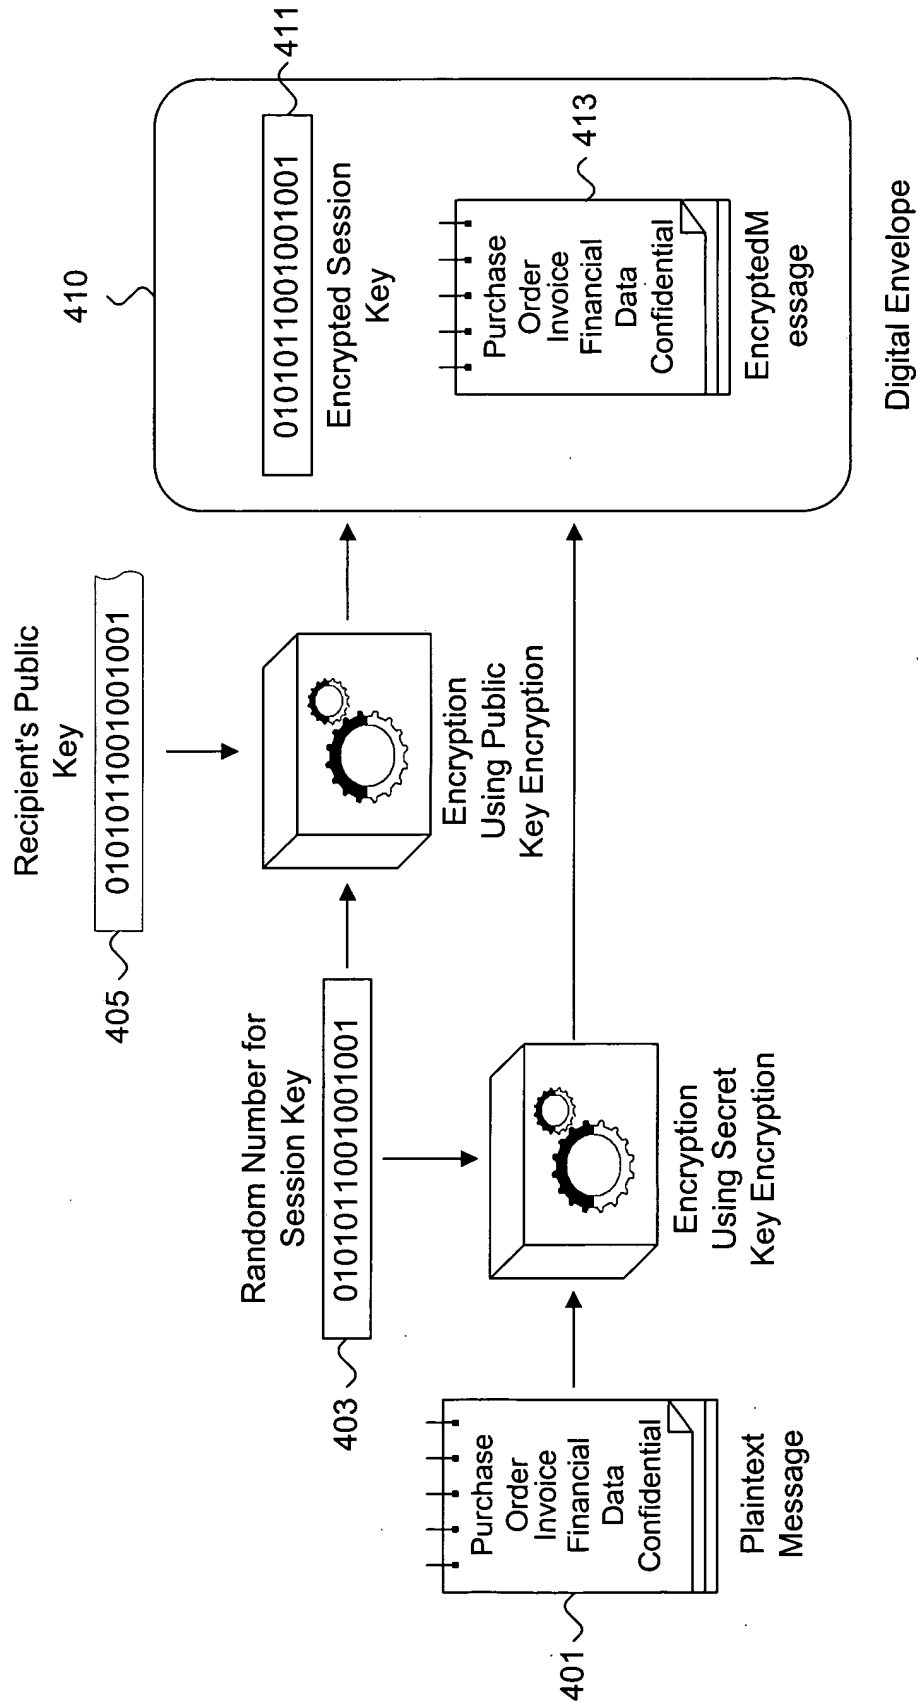 Recipient's Public
Key
0101011001001001
405
410
Random Number for
Session Key
0101011001001001
403
0101011001001001
411
Encrypted Session
Key
Encryption
Using Public
Key Encryption
Purchase
Order
Invoice
Financial
Data
Confidential
401
Plaintext
Message
Encryption
Using Secret
Key Encryption
Purchase
Order
Invoice
Financial
Data
Confidential
413
EncryptedM
essage
Digital Envelope